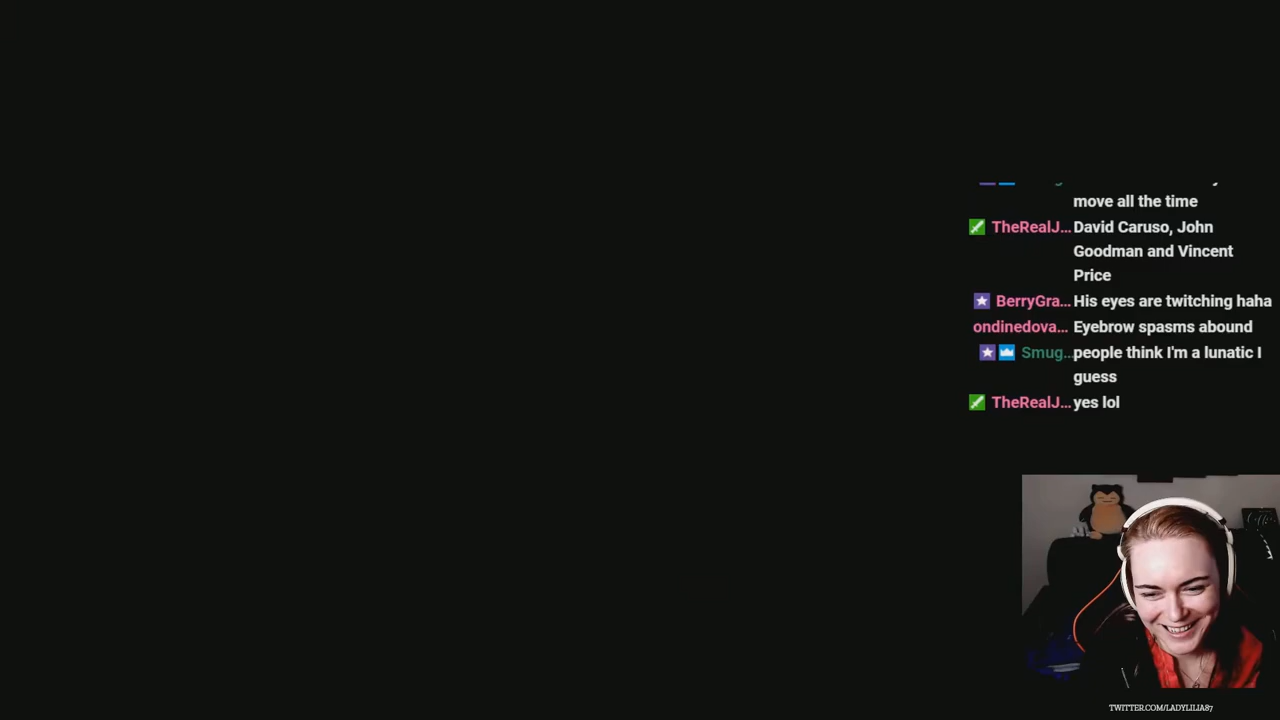 move all the time
TheRealJ... David Caruso, John
Goodman and Vincent
Price
BerryGra... His eyes are twitching haha
ondinedova... Eyebrow spasms abound
Smug... people think I'm a lunatic I
guess
TheRealJ... yes lol
TWITTER.COM/LADYLILIA87